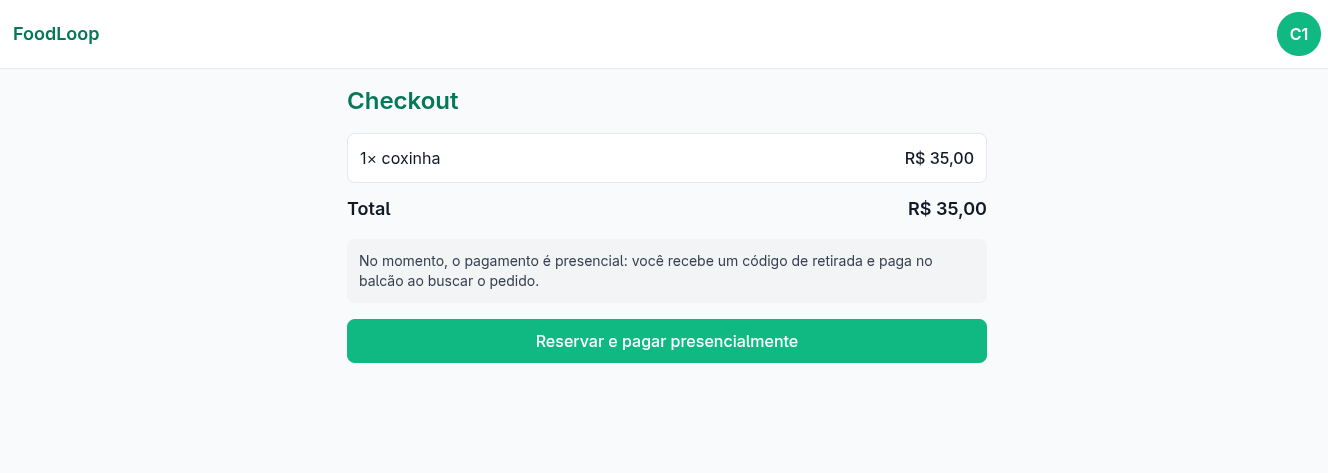 FoodLoop
C1
Checkout
1× coxinha R$ 35,00
Total R$ 35,00
No momento, o pagamento é presencial: você recebe um código de retirada e paga no
balcão ao buscar o pedido.
Reservar e pagar presencialmente